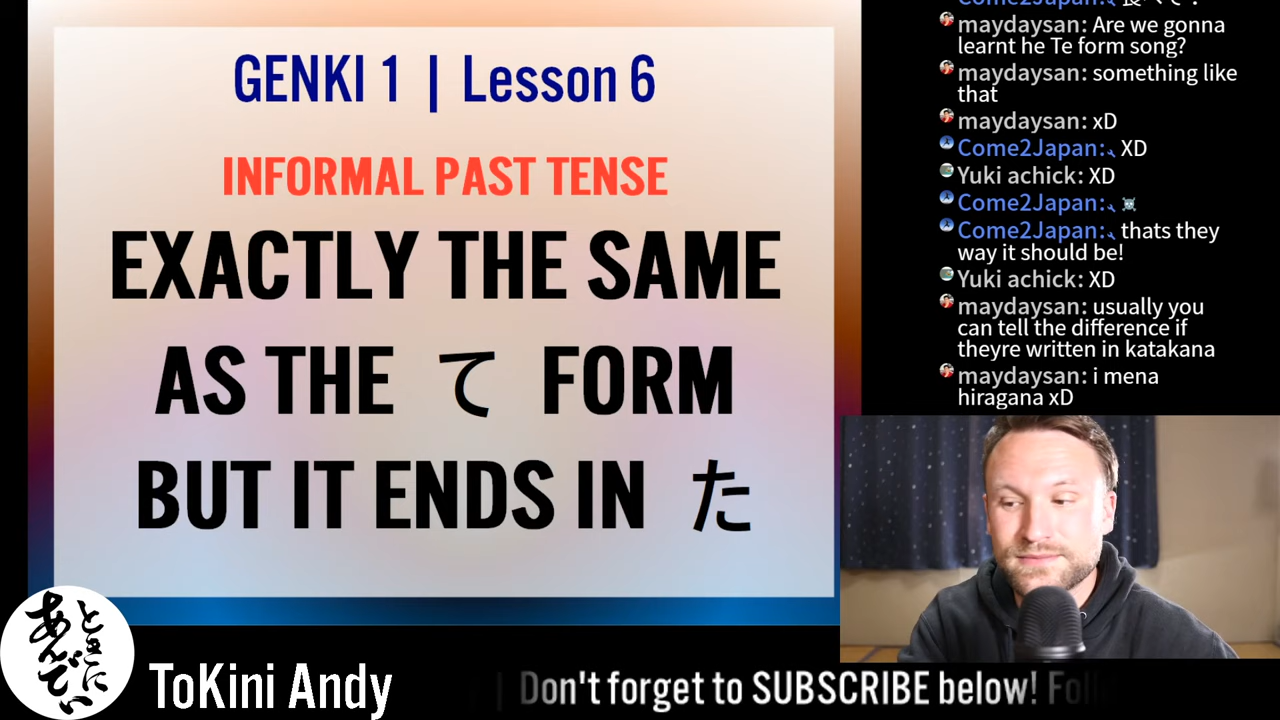 GENKI 1 | Lesson 6
INFORMAL PAST TENSE
EXACTLY THE SAME
AS THE て FORM
BUT IT ENDS IN た
maydaysan: Are we gonna
learnt he Te form song?
maydaysan: something like
that
maydaysan: xD
Come2Japan: XD
Yuki achick: XD
Come2Japan: ☠
Come2Japan: thats they
way it should be!
Yuki achick: XD
maydaysan: usually you
can tell the difference if
theyre written in katakana
maydaysan: i mena
hiragana xD
ときに
あんでぃ
ToKini Andy
| Don't forget to SUBSCRIBE below! Foll